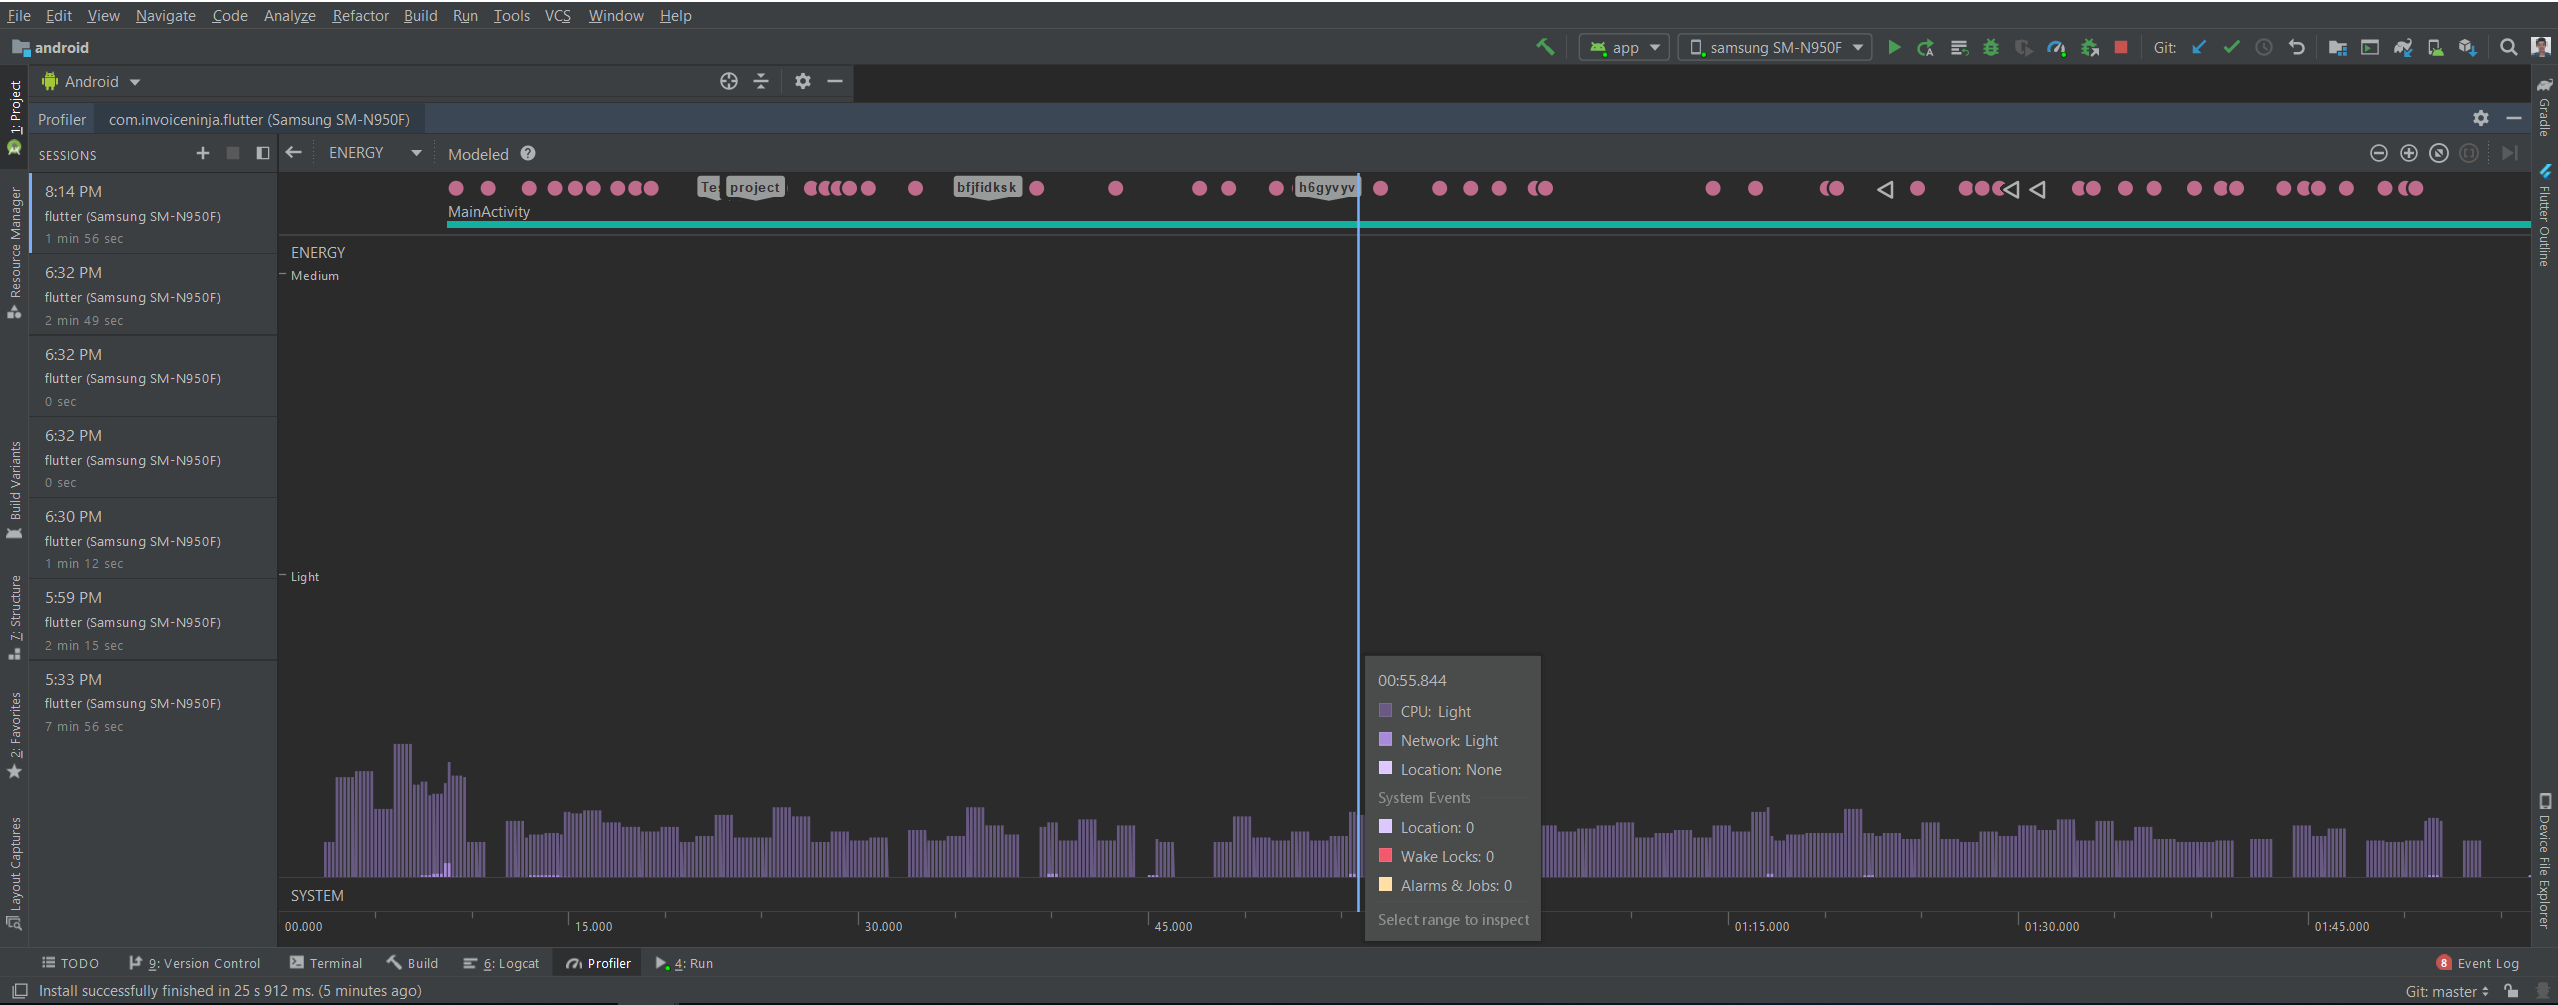 File Edit View Navigate Code Analyze Refactor Build Run Tools VCS Window Help
android
app
samsung SM-N950F
Git:
Android
Profiler
com.invoiceninja.flutter (Samsung SM-N950F)
SESSIONS
ENERGY
Modeled
8:14 PM
flutter (Samsung SM-N950F)
1 min 56 sec
6:32 PM
flutter (Samsung SM-N950F)
2 min 49 sec
6:32 PM
flutter (Samsung SM-N950F)
0 sec
6:32 PM
flutter (Samsung SM-N950F)
0 sec
6:30 PM
flutter (Samsung SM-N950F)
1 min 12 sec
5:59 PM
flutter (Samsung SM-N950F)
2 min 15 sec
5:33 PM
flutter (Samsung SM-N950F)
7 min 56 sec
1: Project
Resource Manager
Build Variants
7: Structure
2: Favorites
Layout Captures
Te
project
bfjfidksk
h6gyvyv
MainActivity
ENERGY
Medium
Light
00:55.844
CPU: Light
Network: Light
Location: None
System Events
Location: 0
Wake Locks: 0
Alarms & Jobs: 0
Select range to inspect
SYSTEM
00.000
15.000
30.000
45.000
01:15.000
01:30.000
01:45.000
Gradle
Flutter Outline
Device File Explorer
TODO
9: Version Control
Terminal
Build
6: Logcat
Profiler
4: Run
8
Event Log
Install successfully finished in 25 s 912 ms. (5 minutes ago)
Git: master